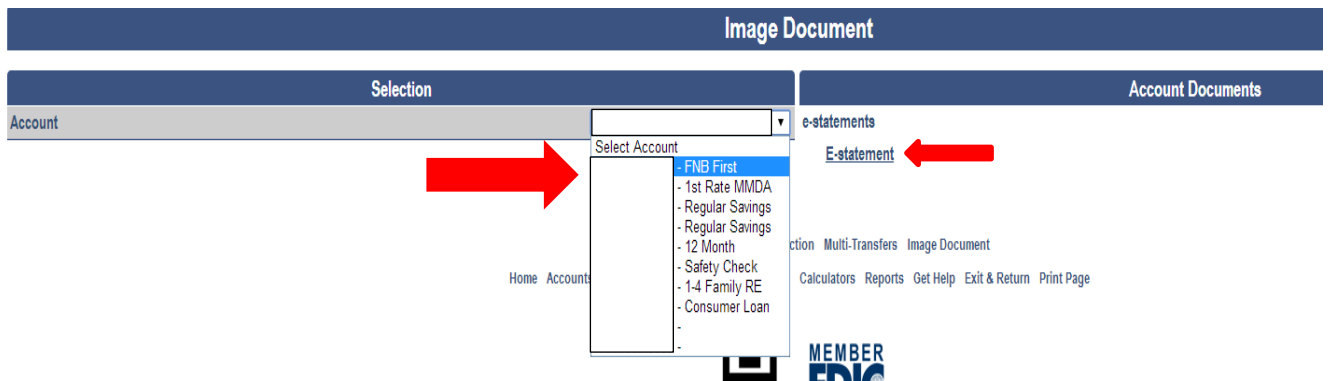 Image Document
Selection
Account Documents
Account
e-statements
E-statement
Select Account
- FNB First
- 1st Rate MMDA
- Regular Savings
- Regular Savings
- 12 Month
- Safety Check
- 1-4 Family RE
- Consumer Loan
-
-
Multi-Transfers Image Document
Home Accounts Calculators Reports Get Help Exit & Return Print Page
MEMBER
FDIC